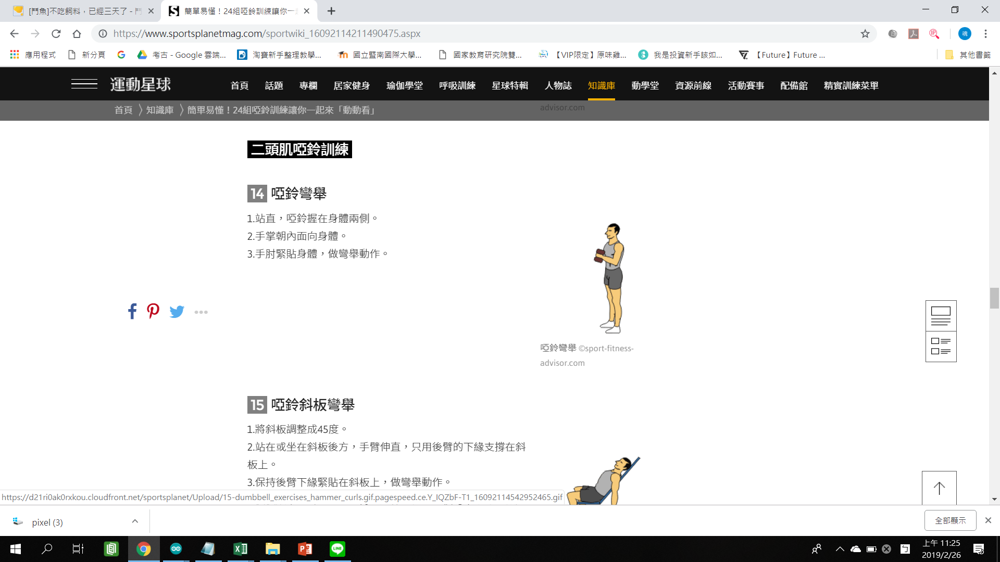 [鬥魚]不吃飼料，已經三天了 - 鬥
簡單易懂！24組啞鈴訓練讓你一起
https://www.sportsplanetmag.com/sportwiki_16092114211490475.aspx
魂
應用程式 新分頁 考古 - Google 雲端... 淘寶新手整理教學... 國立暨南國際大學... 國家教育研究院雙... 【VIP限定】原味雞... 我是投資新手該如... 【Future】Future ... 其他書籤
運動星球 首頁 話題 專欄 居家健身 瑜伽學堂 呼吸訓練 星球特輯 人物誌 知識庫 動學堂 資源前線 活動賽事 配備館 精實訓練菜單
首頁 〉知識庫 〉簡單易懂！24組啞鈴訓練讓你一起來「動動看」
advisor.com
二頭肌啞鈴訓練
14 啞鈴彎舉
1.站直，啞鈴握在身體兩側。
2.手掌朝內面向身體。
3.手肘緊貼身體，做彎舉動作。
啞鈴彎舉 ©sport-fitness-
advisor.com
15 啞鈴斜板彎舉
1.將斜板調整成45度。
2.站在或坐在斜板後方，手臂伸直，只用後臂的下緣支撐在斜
板上。
3.保持後臂下緣緊貼在斜板上，做彎舉動作。
https://d21ri0ak0rxkou.cloudfront.net/sportsplanet/Upload/15-dumbbell_exercises_hammer_curls.gif.pagespeed.ce.Y_IQZbF-T1_16092114542952465.gif
pixel (3)
全部顯示
上午 11:25
2019/2/26